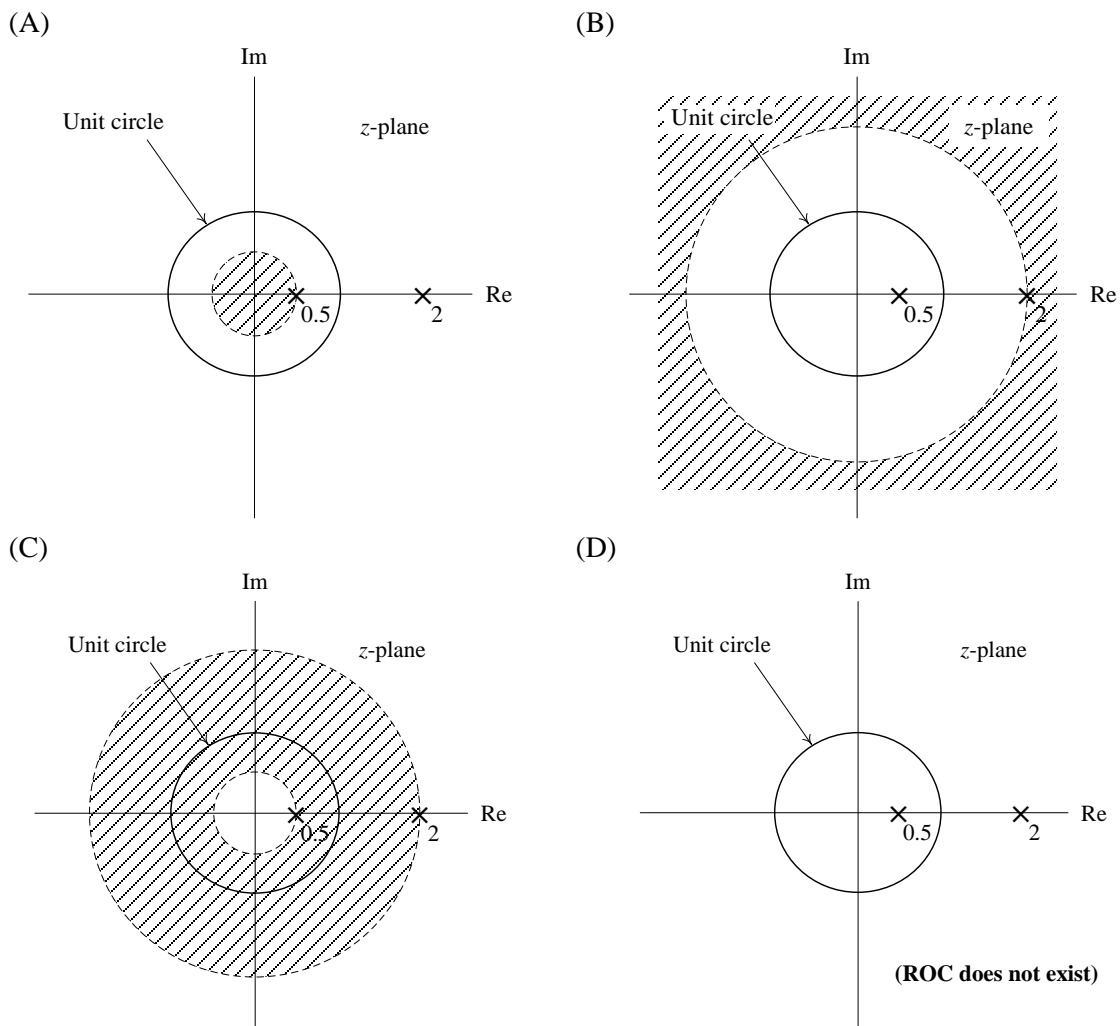 (A)
Im
Unit circle
z-plane
Re
0.5
2
(B)
Im
Unit circle
z-plane
Re
0.5
2
(C)
Im
Unit circle
z-plane
Re
0.5
2
(D)
Im
Unit circle
z-plane
Re
0.5
2
(ROC does not exist)